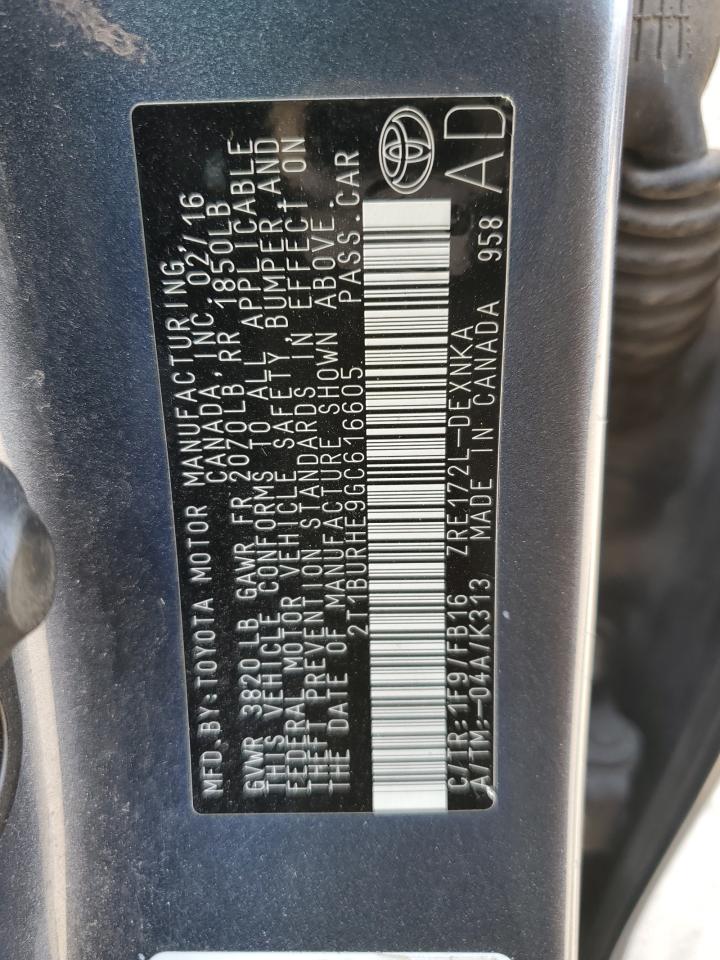 MFD.BY:TOYOTA MOTOR MANUFACTURING
CANADA,INC. 02/16
GVWR 3820LB GAWR FR 2070LB,RR 1850LB
THIS VEHICLE CONFORMS TO ALL APPLICABLE
FEDERAL MOTOR VEHICLE SAFETY,BUMPER,AND
THEFT PREVENTION STANDARDS IN EFFECT ON
THE DATE OF MANUFACTURE SHOWN ABOVE.
2T1BURHE9GC616605 PASS.CAR
C/TR:1F9/FB16 ZRE172L-DEXNKA
A/TM:-04A/K313 MADE IN CANADA 958
AD